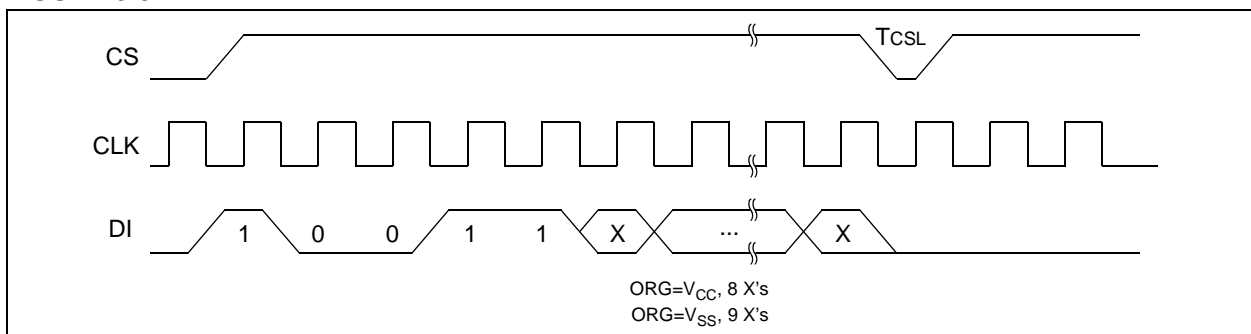 CS
TCSL
CLK
DI
1 0 0 1 1 X ... X
ORG=VCC, 8 X's
ORG=VSS, 9 X's